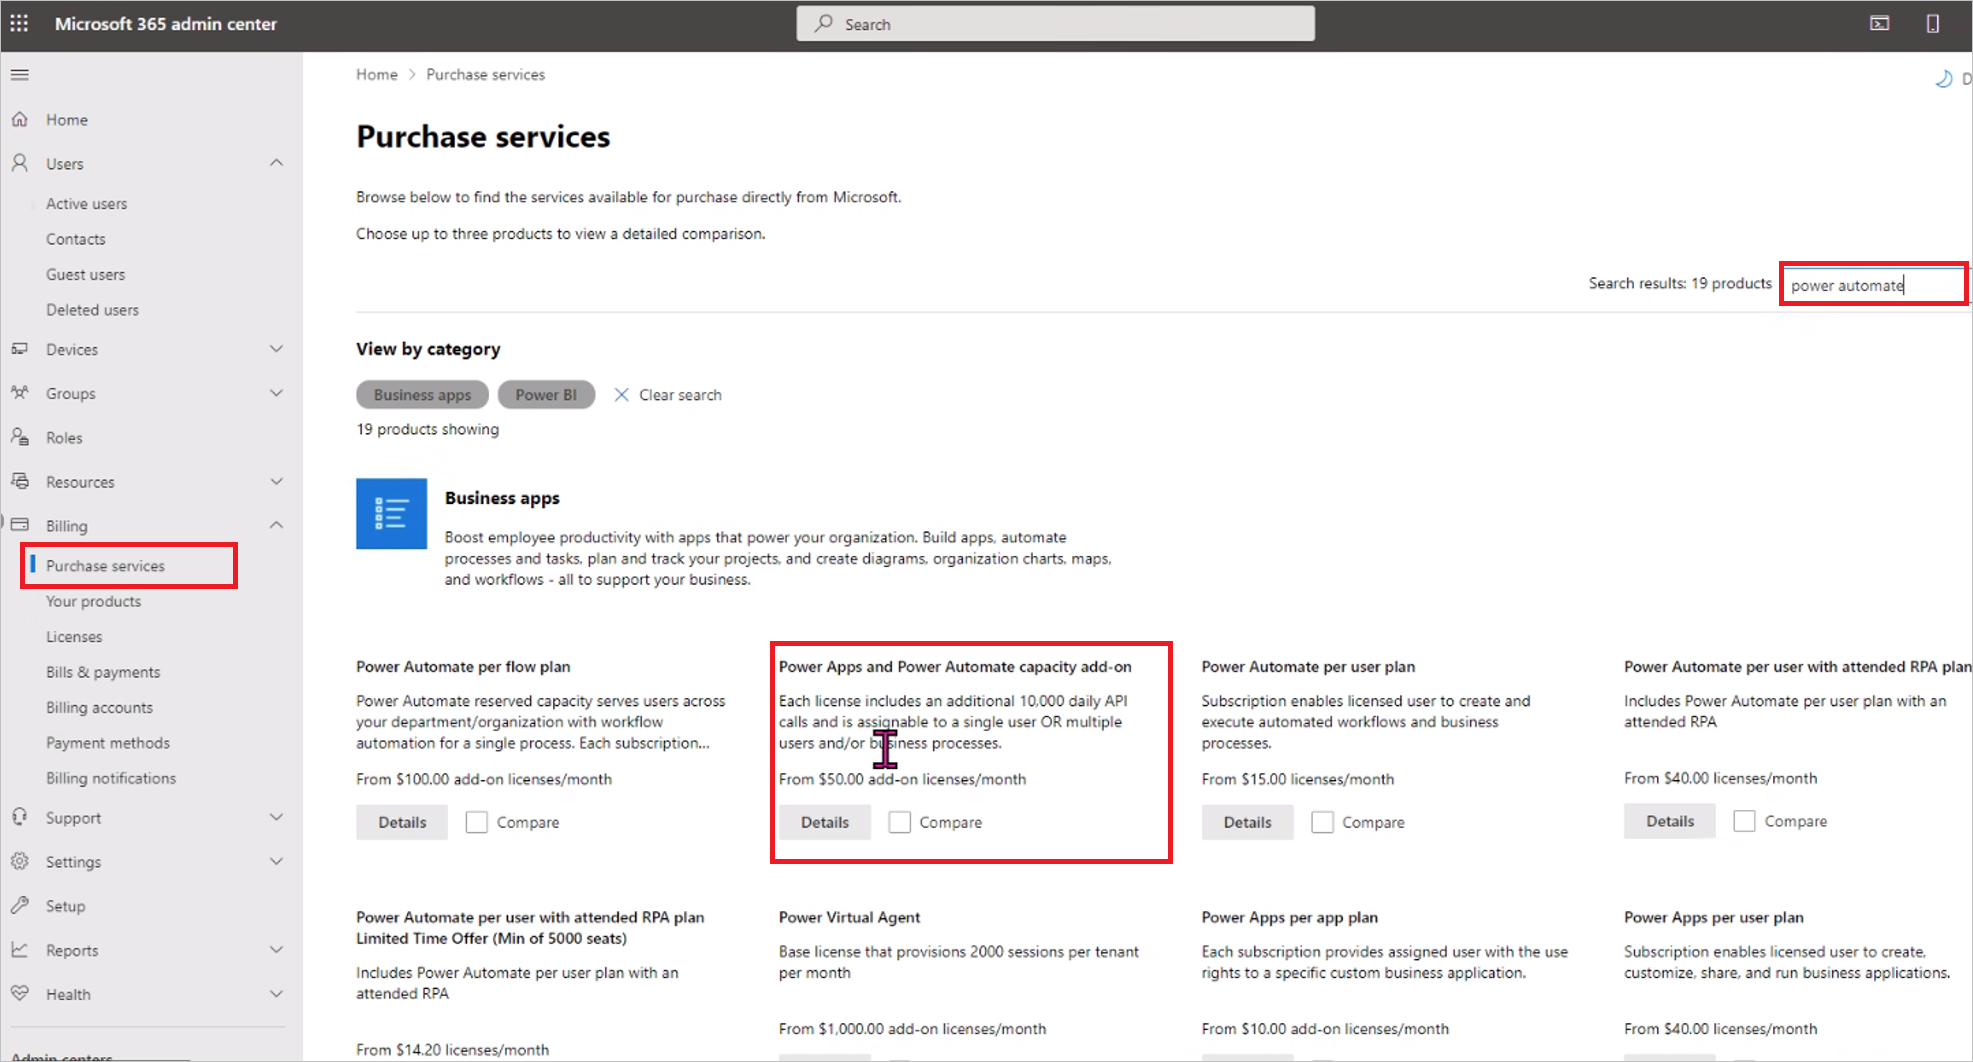 Microsoft 365 admin center
Search
Home
Users
Active users
Contacts
Guest users
Deleted users
Devices
Groups
Roles
Resources
Billing
Purchase services
Your products
Licenses
Bills & payments
Billing accounts
Payment methods
Billing notifications
Support
Settings
Setup
Reports
Health
Admin centers
Home > Purchase services
D
Purchase services
Browse below to find the services available for purchase directly from Microsoft.
Choose up to three products to view a detailed comparison.
Search results: 19 products
power automate
View by category
Business apps
Power BI
Clear search
19 products showing
Business apps
Boost employee productivity with apps that power your organization. Build apps, automate
processes and tasks, plan and track your projects, and create diagrams, organization charts, maps,
and workflows - all to support your business.
Power Automate per flow plan
Power Automate reserved capacity serves users across
your department/organization with workflow
automation for a single process. Each subscription...
From $100.00 add-on licenses/month
Details
Compare
Power Apps and Power Automate capacity add-on
Each license includes an additional 10,000 daily API
calls and is assignable to a single user OR multiple
users and/or business processes.
From $50.00 add-on licenses/month
Details
Compare
Power Automate per user plan
Subscription enables licensed user to create and
execute automated workflows and business
processes.
From $15.00 licenses/month
Details
Compare
Power Automate per user with attended RPA plan
Includes Power Automate per user plan with an
attended RPA
From $40.00 licenses/month
Details
Compare
Power Automate per user with attended RPA plan
Limited Time Offer (Min of 5000 seats)
Includes Power Automate per user plan with an
attended RPA
From $14.20 licenses/month
Power Virtual Agent
Base license that provisions 2000 sessions per tenant
per month
From $1,000.00 add-on licenses/month
Power Apps per app plan
Each subscription provides assigned user with the use
rights to a specific custom business application.
From $10.00 add-on licenses/month
Power Apps per user plan
Subscription enables licensed user to create,
customize, share, and run business applications.
From $40.00 licenses/month